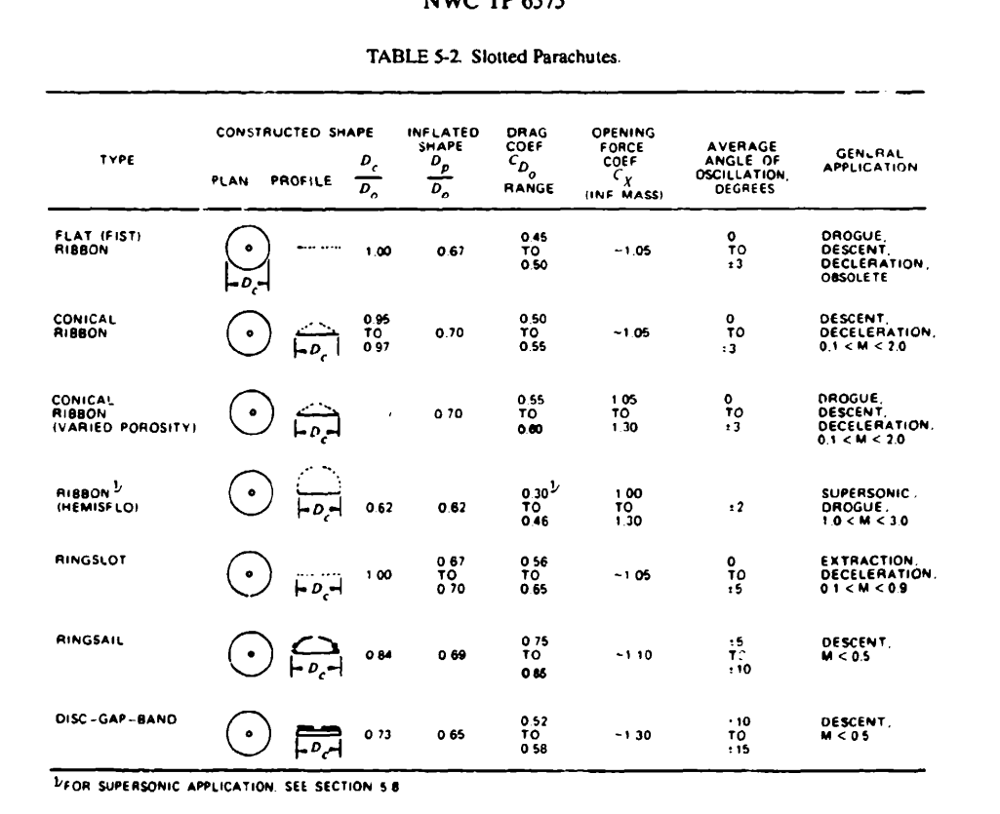 NWC TP 6575
TABLE 5-2. Slotted Parachutes.
TYPE CONSTRUCTED SHAPE PLAN PROFILE D_c/D_o INFLATED SHAPE D_p/D_o DRAG COEF C_D_o RANGE OPENING FORCE COEF C_X (INF MASS) AVERAGE ANGLE OF OSCILLATION, DEGREES GENERAL APPLICATION
FLAT (FIST) RIBBON D_c 1.00 0.67 0.45 TO 0.50 ~1.05 0 TO ±3 DROGUE, DESCENT, DECLERATION, OBSOLETE
CONICAL RIBBON D_c 0.95 TO 0.97 0.70 0.50 TO 0.55 ~1.05 0 TO ±3 DESCENT, DECELERATION, 0.1 < M < 2.0
CONICAL RIBBON (VARIED POROSITY) D_c 0.70 0.55 TO 0.60 1.05 TO 1.30 0 TO ±3 DROGUE, DESCENT, DECELERATION, 0.1 < M < 2.0
RIBBON 1/ (HEMISFLO) D_c 0.62 0.62 0.30 1/ TO 0.46 1.00 TO 1.30 ±2 SUPERSONIC, DROGUE, 1.0 < M < 3.0
RINGSLOT D_c 1.00 0.67 TO 0.70 0.56 TO 0.65 ~1.05 0 TO ±5 EXTRACTION, DECELERATION, 0.1 < M < 0.9
RINGSAIL D_c 0.84 0.69 0.75 TO 0.85 ~1.10 ±5 TO ±10 DESCENT, M < 0.5
DISC-GAP-BAND D_c 0.73 0.65 0.52 TO 0.58 ~1.30 ±10 TO ±15 DESCENT, M < 0.5
1/ FOR SUPERSONIC APPLICATION. SEE SECTION 5.8